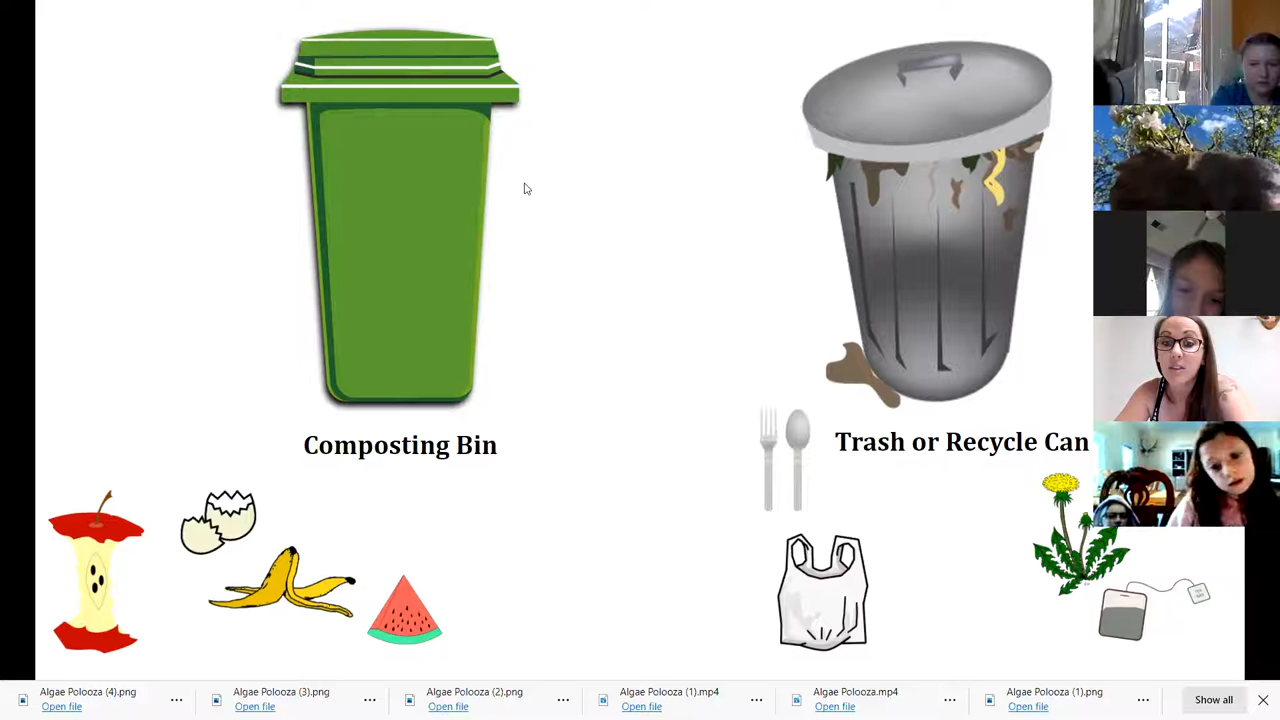 Composting Bin
Trash or Recycle Can
Algae Polooza (4).png
Open file
Algae Polooza (3).png
Open file
Algae Polooza (2).png
Open file
Algae Polooza (1).mp4
Open file
Algae Polooza.mp4
Open file
Algae Polooza (1).png
Open file
Show all